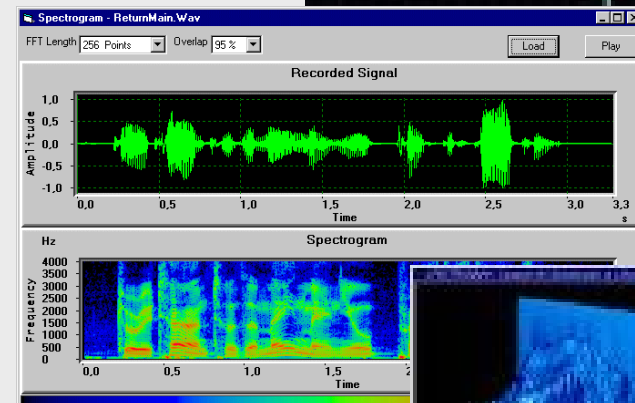 Spectrogram - ReturnMain.Wav
FFT Length 256 Points Overlap 95 % Load Play
Recorded Signal
Amplitude
1,0
0,5
0,0
-0,5
-1,0
0,0 0,5 1,0 1,5 2,0 2,5 3,0 3,3
Time s
Hz Spectrogram
Frequency
4000
3500
3000
2500
2000
1500
1000
500
0
0,0 0,5 1,0 1,5 2
Time